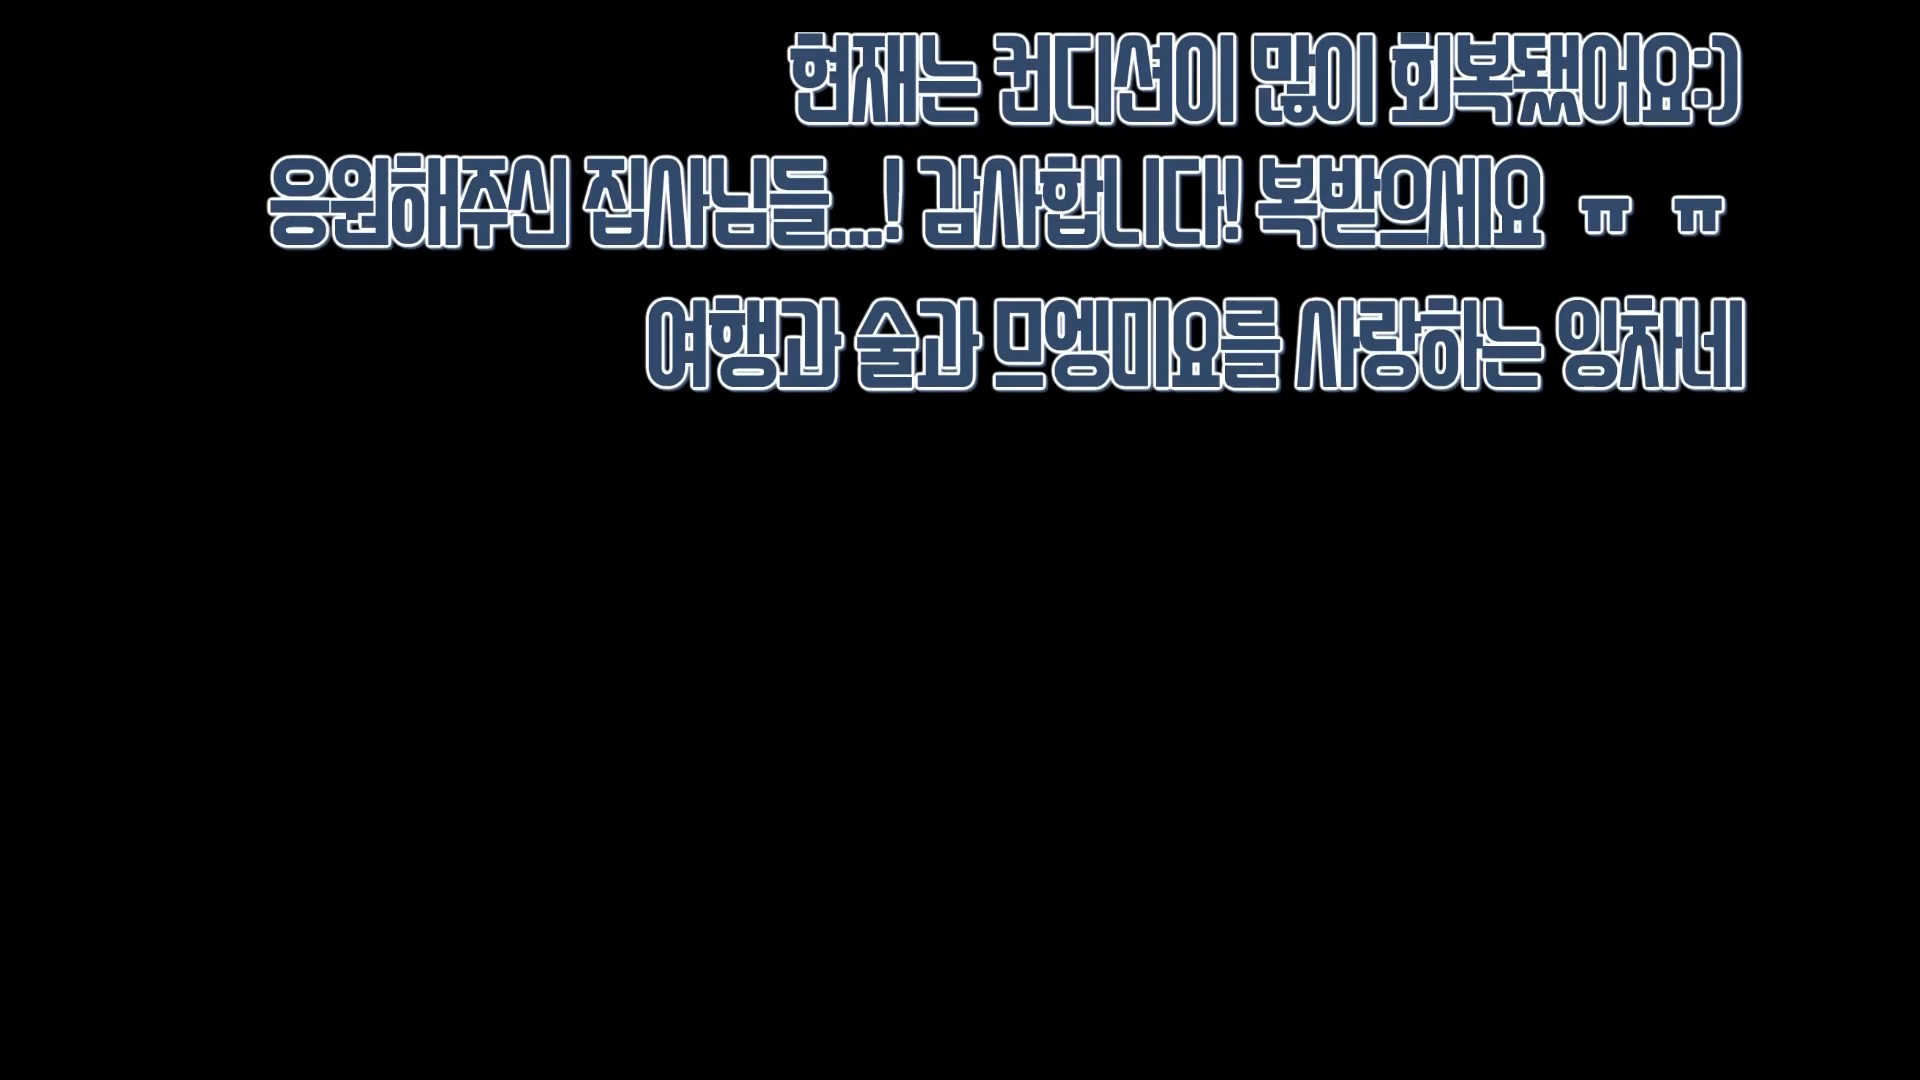 현재는 컨디션이 많이 회복됐어요:)
응원해주신 집사님들...! 감사합니다! 복받으세요 ㅠ ㅠ
여행과 술과 므엥미요를 사랑하는 앙차네